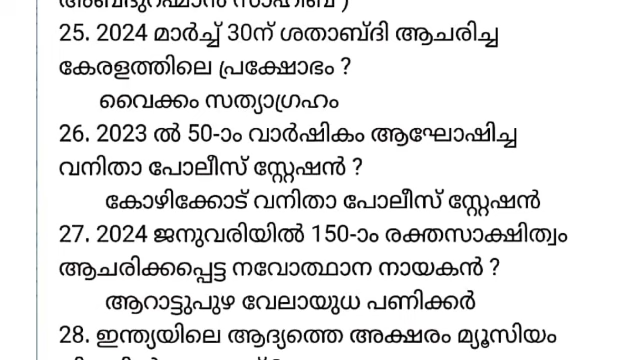 അബ്ദുറഹ്മാൻ സാഹിബ് )
25. 2024 മാർച്ച് 30ന് ശതാബ്ദി ആചരിച്ച
കേരളത്തിലെ പ്രക്ഷോഭം ?
വൈക്കം സത്യാഗ്രഹം
26. 2023 ൽ 50-ാം വാർഷികം ആഘോഷിച്ച
വനിതാ പോലീസ് സ്റ്റേഷൻ ?
കോഴിക്കോട് വനിതാ പോലീസ് സ്റ്റേഷൻ
27. 2024 ജനുവരിയിൽ 150-ാം രക്തസാക്ഷിത്വം
ആചരിക്കപ്പെട്ട നവോത്ഥാന നായകൻ ?
ആറാട്ടുപുഴ വേലായുധ പണിക്കർ
28. ഇന്ത്യയിലെ ആദ്യത്തെ അക്ഷരം മ്യൂസിയം